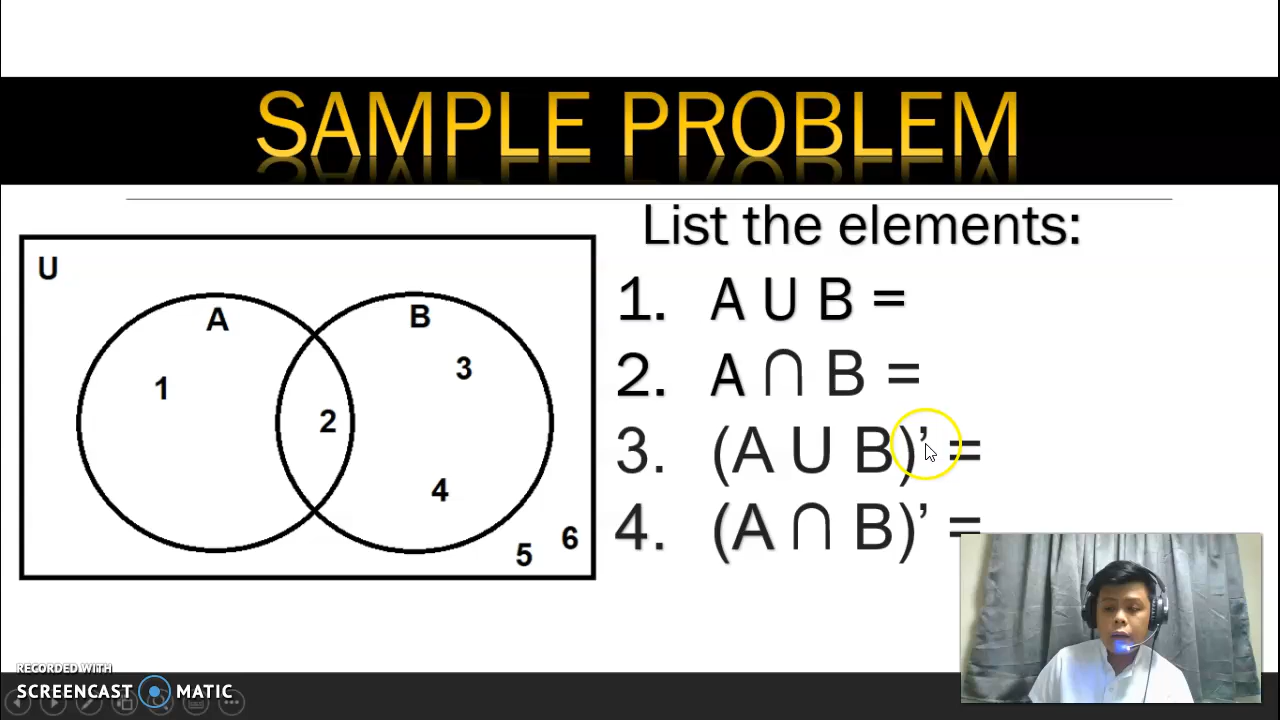 SAMPLE PROBLEM
List the elements:
U
A
B
1
2
3
4
5
6
1. A U B =
2. A ∩ B =
3. (A U B)’ =
4. (A ∩ B)’ =
RECORDED WITH
SCREENCAST MATIC